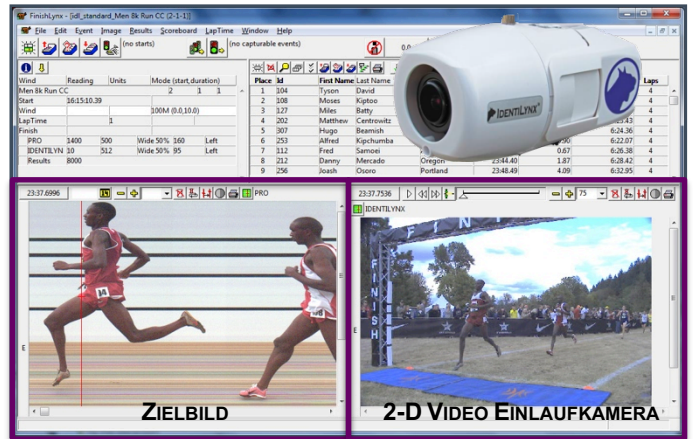 FinishLynx - [idl_standard_Men 8k Run CC (2-1-1)]
File Edit Event Image Results Scoreboard LapTime Window Help
(no starts) (no capturable events) 0.0
Wind Reading Units Mode (start,duration)
Men 8k Run CC 2 1 1
Start 16:15:10.39
Wind 100M (0.0,10.0)
LapTime 1
Finish
PRO 1400 500 Wide 50% 160 Left
IDENTILYN 10 512 Wide 50% 95 Left
Results 8000
Place Id First Name Last Name Laps
1 104 Tyson David 4
2 108 Moses Kiptoo 4
3 127 Miles Batty 4
4 202 Matthew Centrowitz 4
5 307 Hugo Beamish 6:24.36 4
6 253 Alfred Kipchumba 6:22.07 4
7 112 Fred Samoei 0.67 6:26.38 4
8 212 Danny Mercado Oregon 23:44.40 1.87 6:28.42 4
9 256 Joash Osoro Portland 23:48.49 4.09 6:32.95 4
IDENTILYNX
23:37.6996 PRO
ZIELBILD
23:37.7536 75
IDENTILYNX
FINISH
2-D VIDEO EINLAUFKAMERA